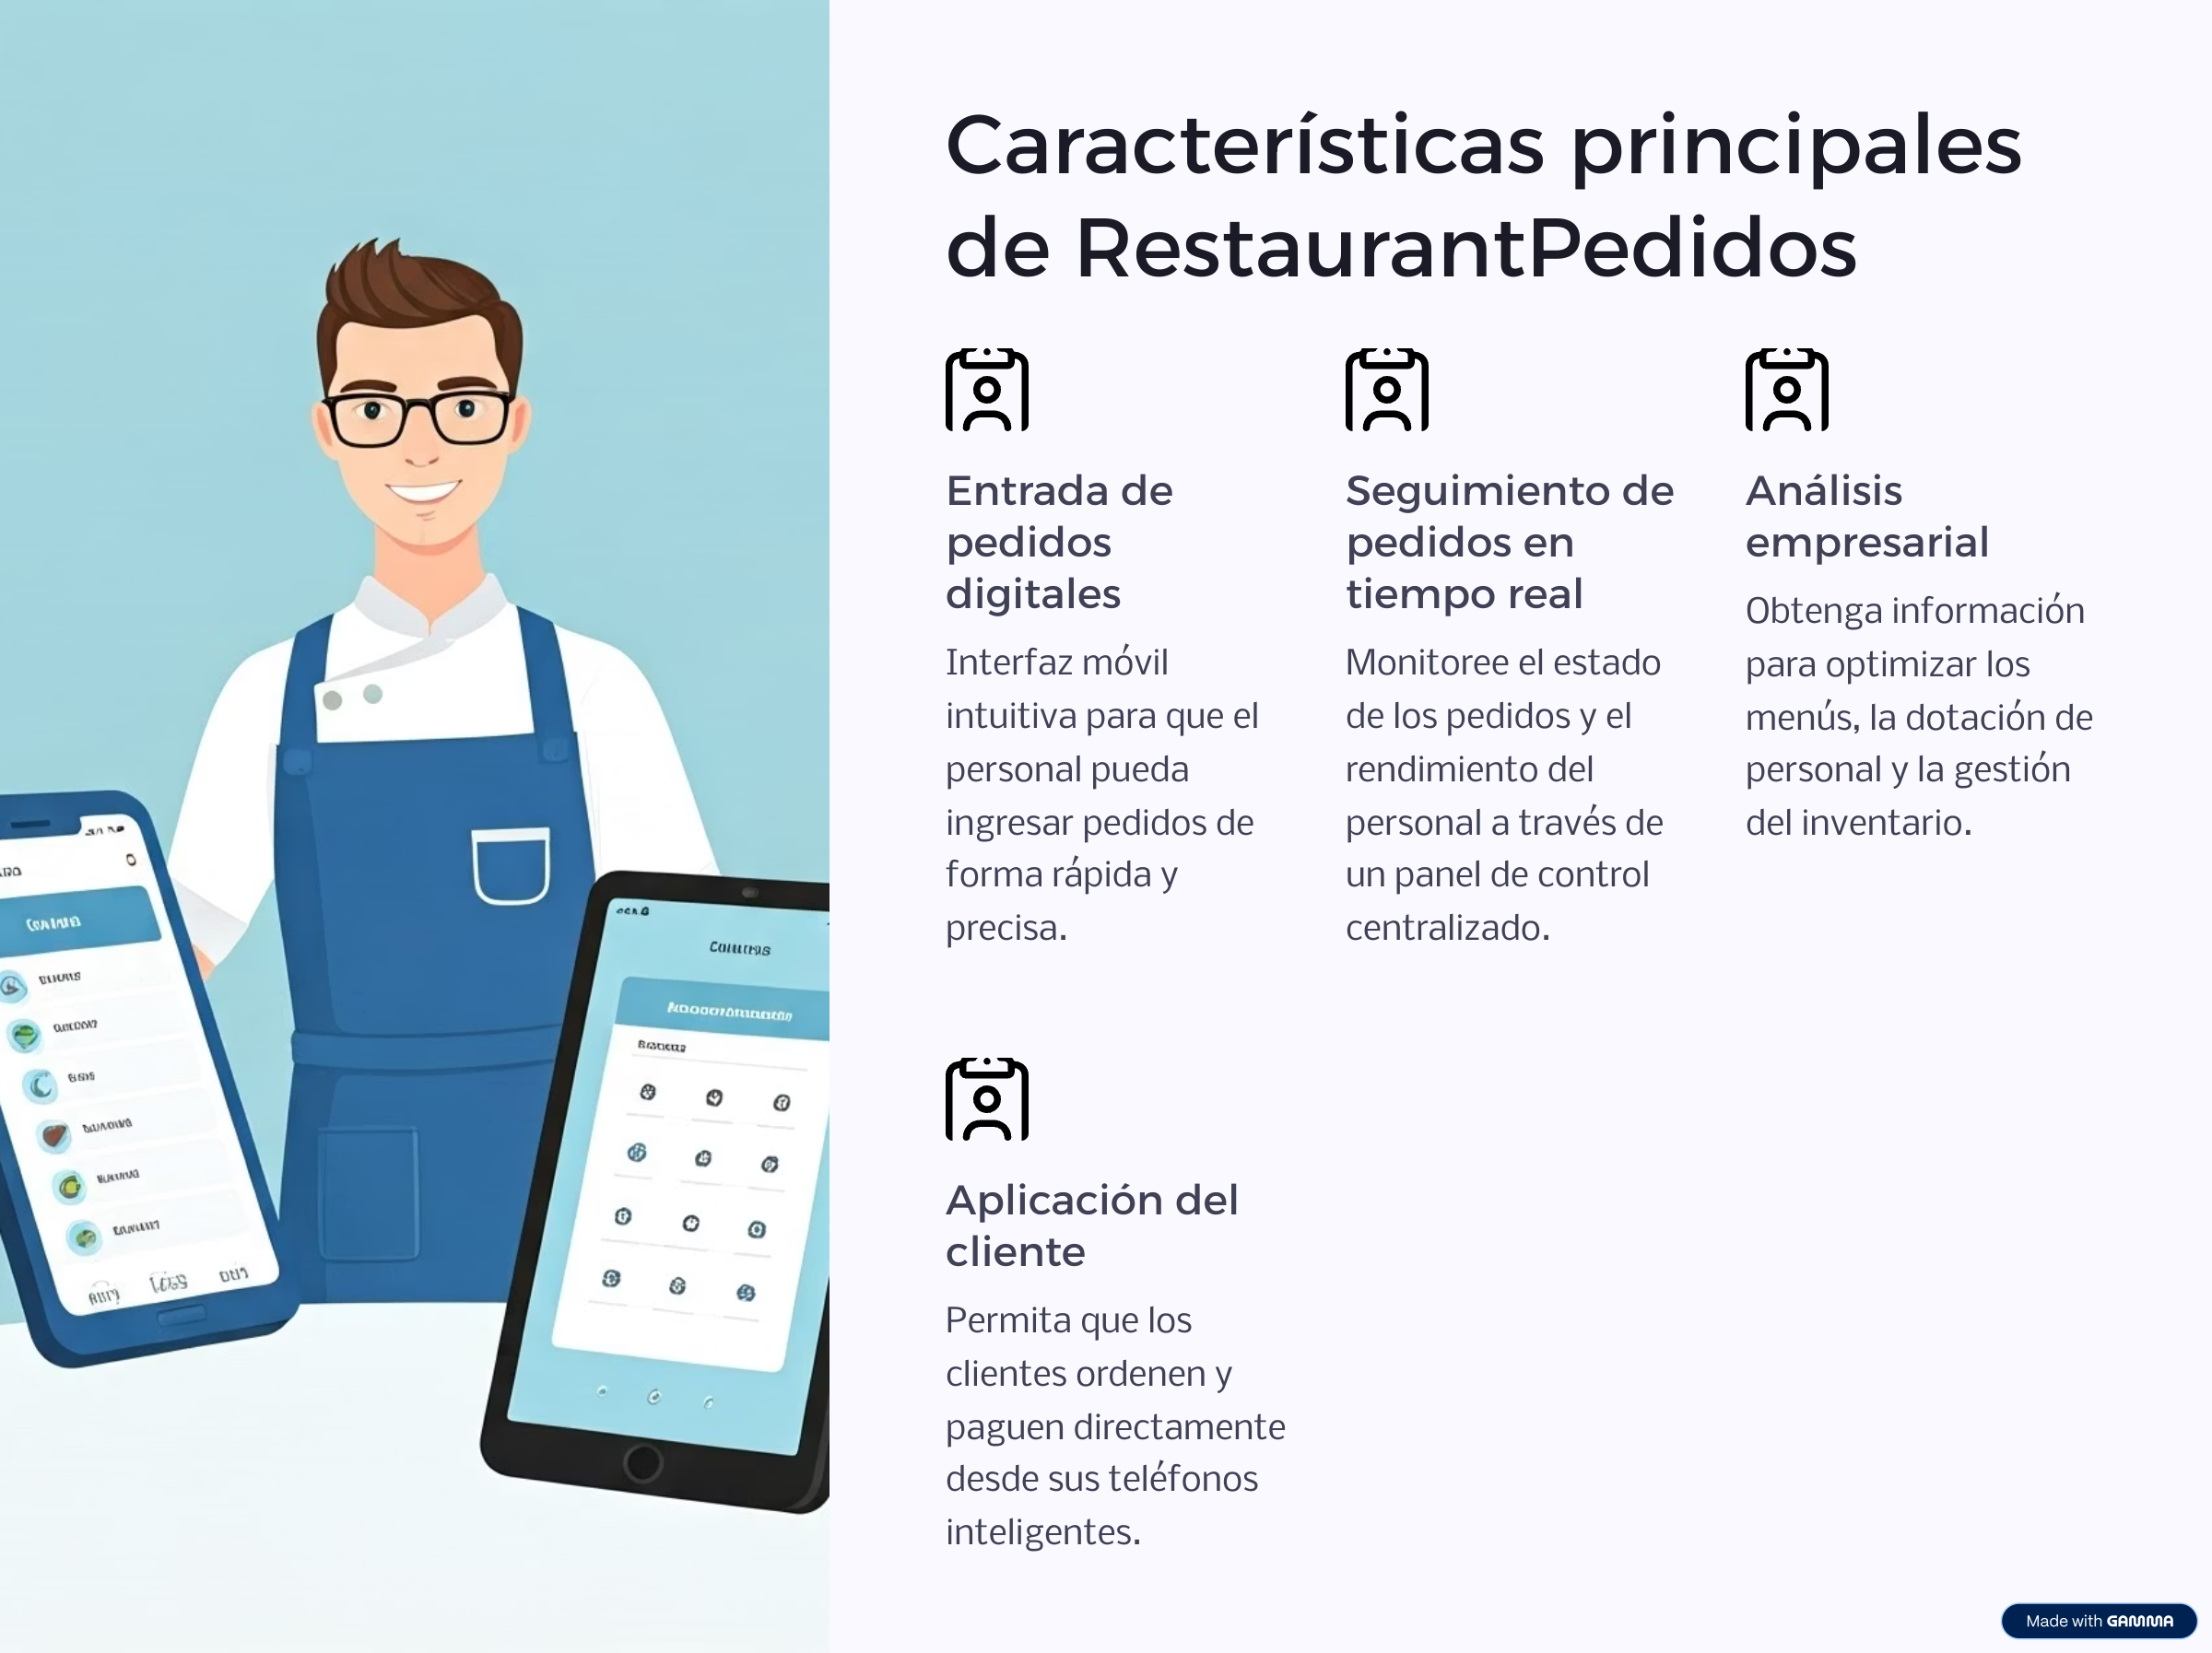 Características principales
de RestaurantPedidos
Entrada de
pedidos
digitales
Interfaz móvil
intuitiva para que el
personal pueda
ingresar pedidos de
forma rápida y
precisa.
Seguimiento de
pedidos en
tiempo real
Monitoree el estado
de los pedidos y el
rendimiento del
personal a través de
un panel de control
centralizado.
Análisis
empresarial
Obtenga información
para optimizar los
menús, la dotación de
personal y la gestión
del inventario.
Aplicación del
cliente
Permita que los
clientes ordenen y
paguen directamente
desde sus teléfonos
inteligentes.
Made with GAMMA